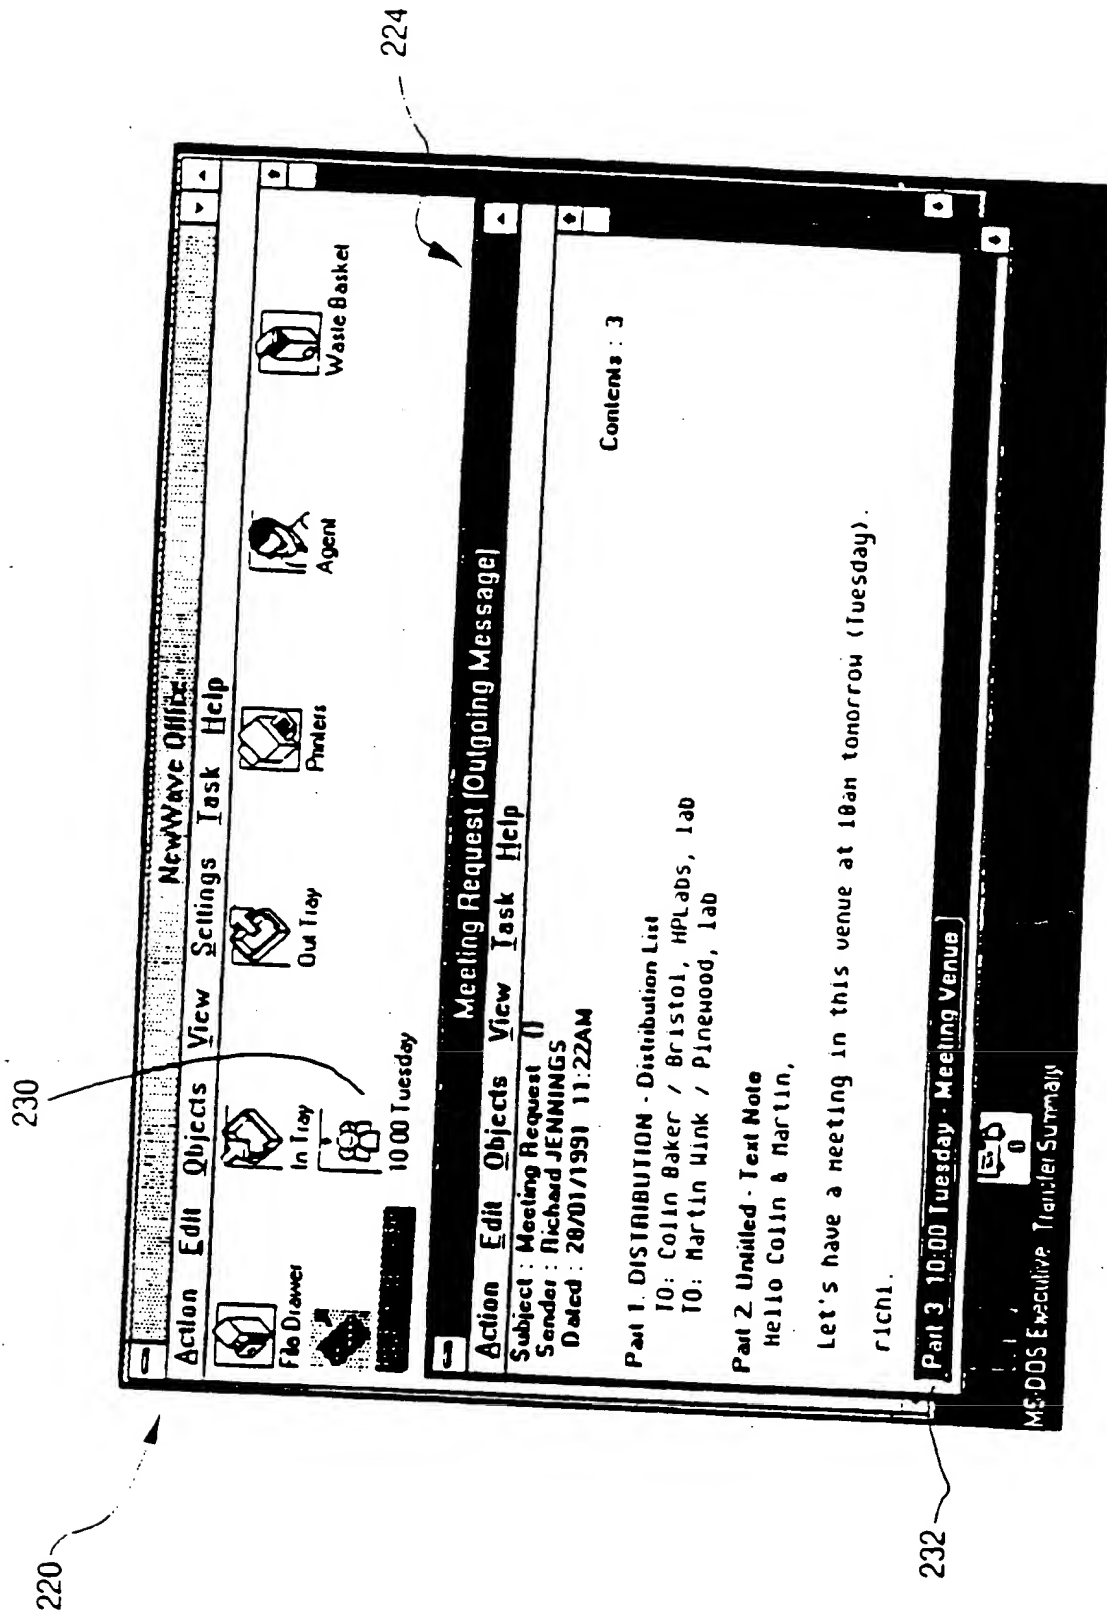 220
230
224
232
NewWave Office
Action Edit Objects View Settings Task Help
File Drawer
In Tray
Out Tray
Printers
Agent
Waste Basket
10:00 Tuesday
Meeting Request (Outgoing Message)
Action Edit Objects View Task Help
Subject : Meeting Request ()
Sender : Richard JENNINGS
Dated : 28/01/1991 11:22AM
Contents : 3
Part 1. DISTRIBUTION - Distribution List
TO: Colin Baker / Bristol, HPLabs, lab
TO: Martin Wink / Pinewood, lab
Part 2 Untitled - Text Note
Hello Colin & Martin,
Let's have a meeting in this venue at 10am tomorrow (Tuesday).
richi.
Part 3 10:00 Tuesday - Meeting Venue
MS-DOS Executive
Transfer Summary